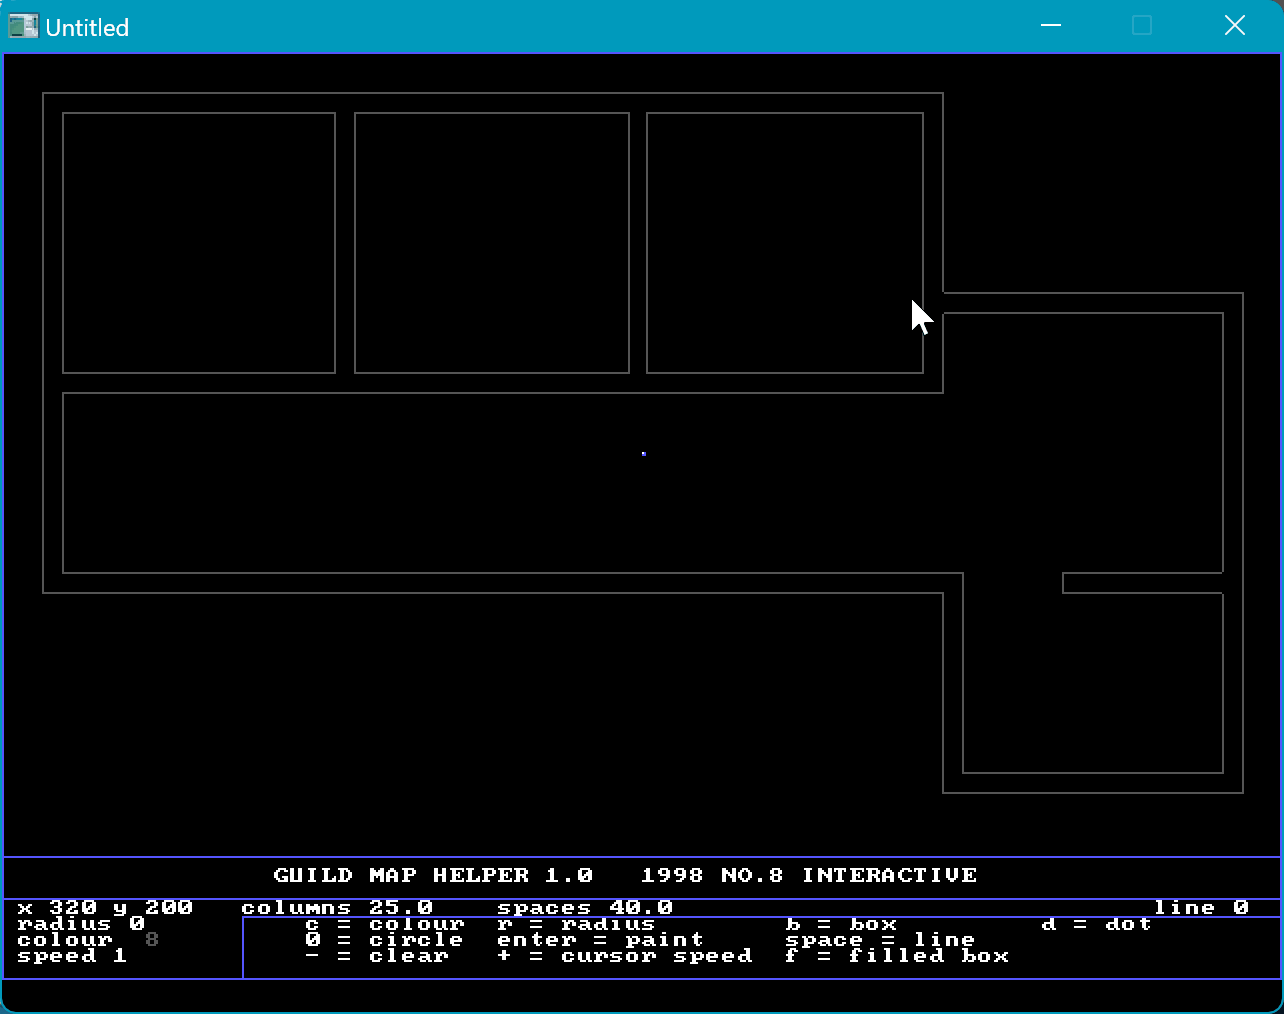 Untitled
GUILD MAP HELPER 1.0 1998 NO.8 INTERACTIVE
x 320 y 200 columns 25.0 spaces 40.0 line 0
radius 0 c = colour r = radius b = box d = dot
colour 8 0 = circle enter = paint space = line
speed 1 - = clear + = cursor speed f = filled box